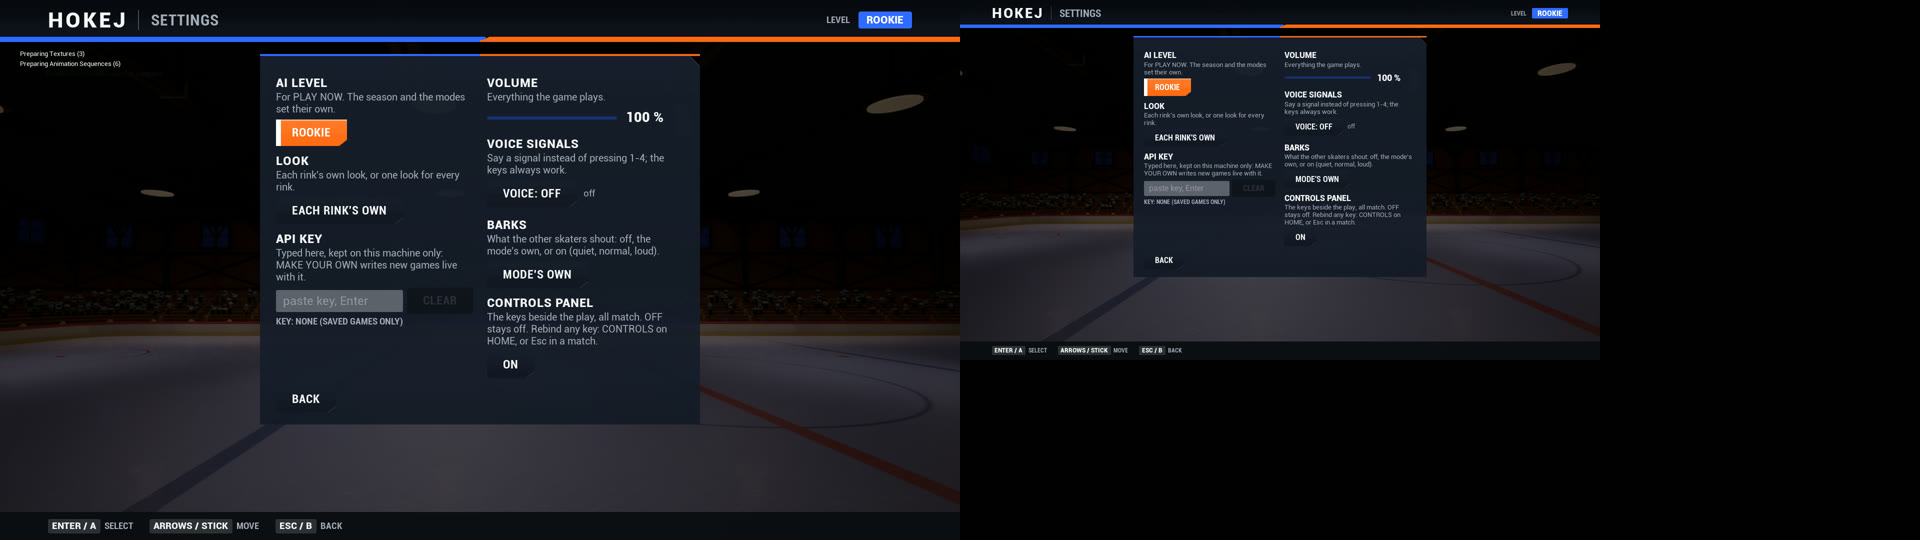 HOKEJ
SETTINGS
LEVEL ROOKIE
Preparing Textures (3)
Preparing Animation Sequences (6)
AI LEVEL
For PLAY NOW. The season and the modes
set their own.
ROOKIE
LOOK
Each rink's own look, or one look for every
rink.
EACH RINK'S OWN
API KEY
Typed here, kept on this machine only:
MAKE YOUR OWN writes new games live
with it.
paste key, Enter CLEAR
KEY: NONE (SAVED GAMES ONLY)
BACK
VOLUME
Everything the game plays.
100 %
VOICE SIGNALS
Say a signal instead of pressing 1-4; the
keys always work.
VOICE: OFF off
BARKS
What the other skaters shout: off, the
mode's own, or on (quiet, normal, loud).
MODE'S OWN
CONTROLS PANEL
The keys beside the play, all match. OFF
stays off. Rebind any key: CONTROLS on
HOME, or Esc in a match.
ON
ENTER / A SELECT ARROWS / STICK MOVE ESC / B BACK
HOKEJ
SETTINGS
LEVEL ROOKIE
AI LEVEL
For PLAY NOW. The season and the modes
set their own.
ROOKIE
LOOK
Each rink's own look, or one look for every
rink.
EACH RINK'S OWN
API KEY
Typed here, kept on this machine only: MAKE
YOUR OWN writes new games live with it.
paste key, Enter CLEAR
KEY: NONE (SAVED GAMES ONLY)
BACK
VOLUME
Everything the game plays.
100 %
VOICE SIGNALS
Say a signal instead of pressing 1-4; the
keys always work.
VOICE: OFF off
BARKS
What the other skaters shout: off, the mode's
own, or on (quiet, normal, loud).
MODE'S OWN
CONTROLS PANEL
The keys beside the play, all match. OFF
stays off. Rebind any key: CONTROLS on
HOME, or Esc in a match.
ON
ENTER / A SELECT ARROWS / STICK MOVE ESC / B BACK